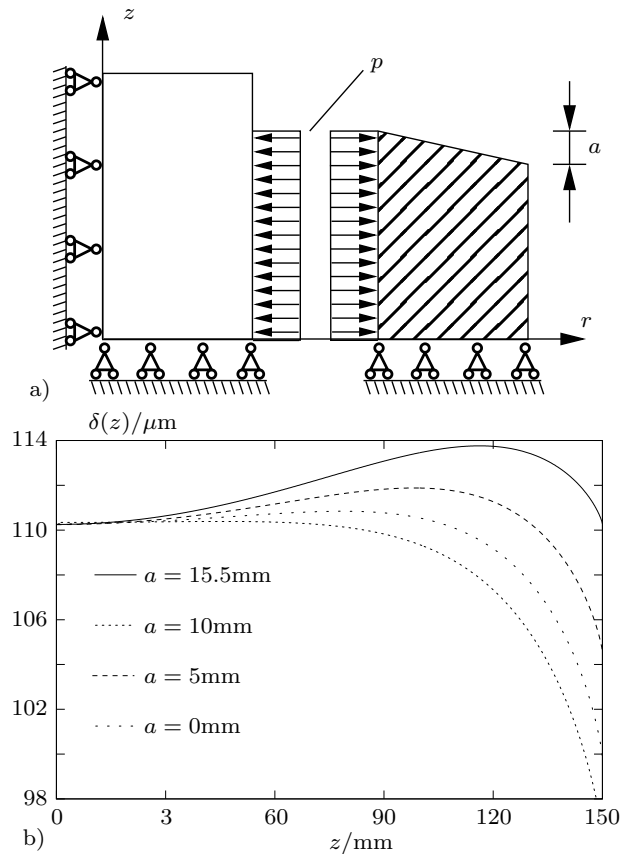 z
p
a
r
a)
δ(z)/μm
114
110
106
102
98
a = 15.5mm
a = 10mm
a = 5mm
a = 0mm
0 3 60 90 120 150
z/mm
b)